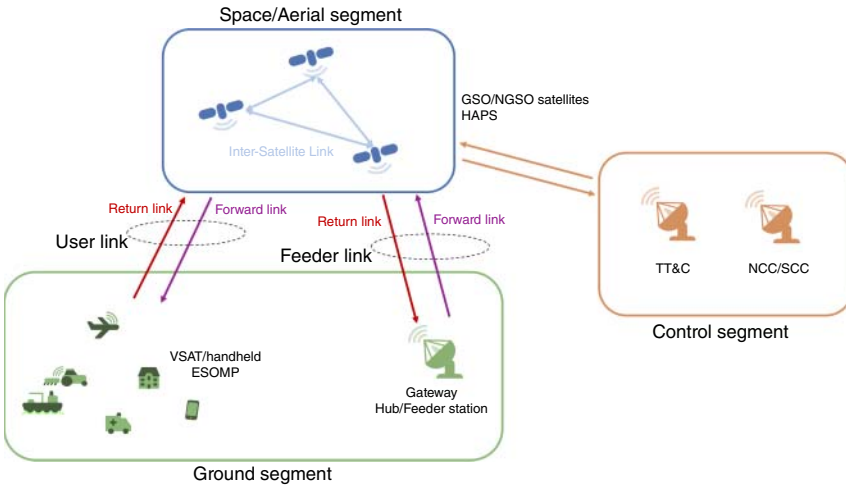 Space/Aerial segment
GSO/NGSO satellites
HAPS
Inter-Satellite Link
Return link
Forward link
User link
Return link
Forward link
Feeder link
TT&C
NCC/SCC
Control segment
VSAT/handheld
ESOMP
Gateway
Hub/Feeder station
Ground segment